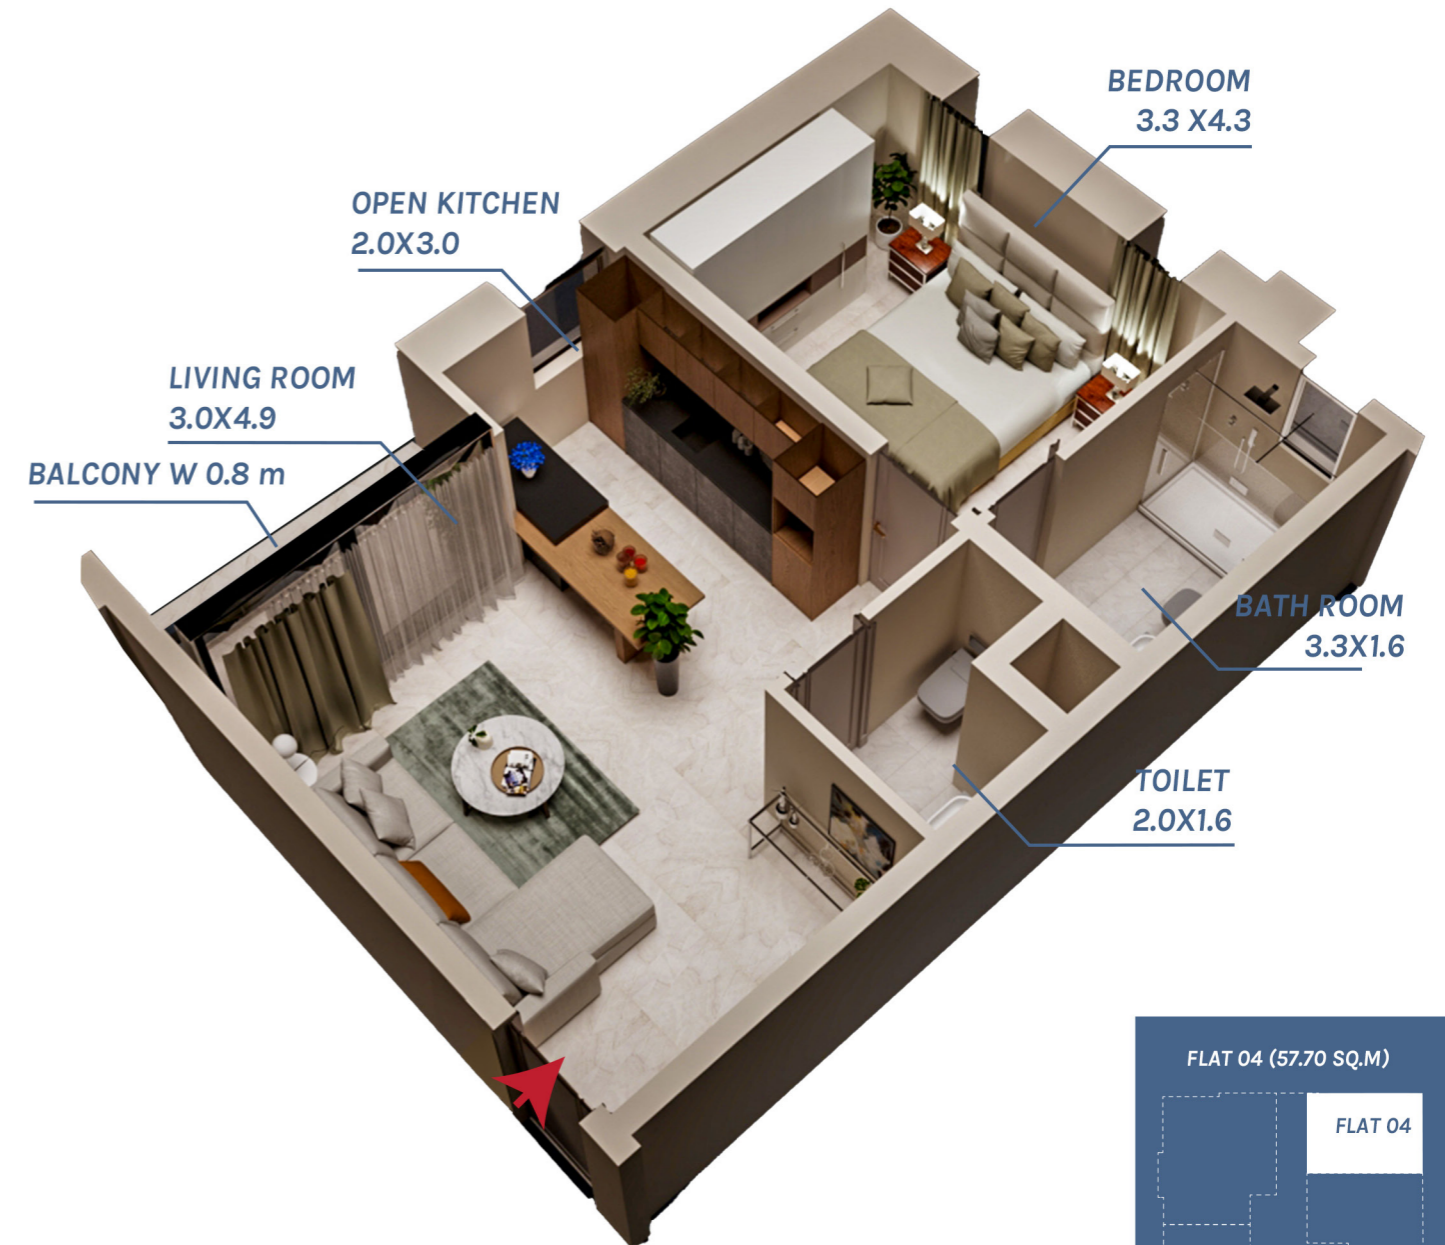 BEDROOM
3.3 X4.3
OPEN KITCHEN
2.0X3.0
LIVING ROOM
3.0X4.9
BALCONY W 0.8 m
BATH ROOM
3.3X1.6
TOILET
2.0X1.6
FLAT 04 (57.70 SQ.M)
FLAT 04